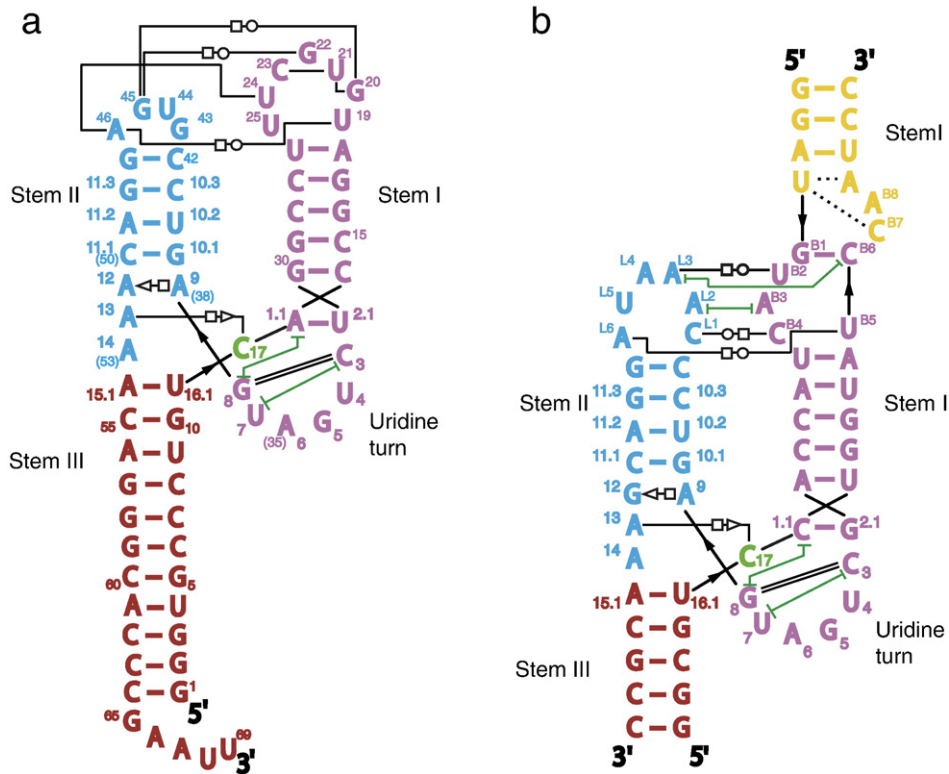 a
G22
23 C U 21
24 U G 20
45 G U 44
46 A G 43 25 U U 19
G C 42 U A
Stem II 11.3 G C 10.3 C G Stem I
11.2 A U 10.2 C G
11.1 C G 10.1 G C 15
(50) 30 G C
12 A A 9 (38)
13 A 1.1 A U 2.1
14 A C 17 C 3
(53)
15.1 A U 16.1 8 G U 4
7 U A 6 G 5
(35)
Uridine
turn
55 C G 10
Stem III
A U
G C
G C
G C
60 C G 5
A U
C G
C G
C G 1
65 G 5'
A A U U 69
3'
b
5' 3'
G C
G C StemI
A U
U A
A B8
C B7
G B1 C B6
L4 A A L3 U B2
L5 U A L2 A B3
L6 A C L1 C B4 U B5
G C U A
Stem II 11.3 G C 10.3 A U Stem I
11.2 A U 10.2 C G
11.1 C G 10.1 C G
12 G A 9 A U
13 A 1.1 C G 2.1
14 A C 17 C 3
15.1 A U 16.1 8 G U 4
7 U A 6 G 5
Uridine
turn
C G
Stem III
G C
C G
C G
3' 5'